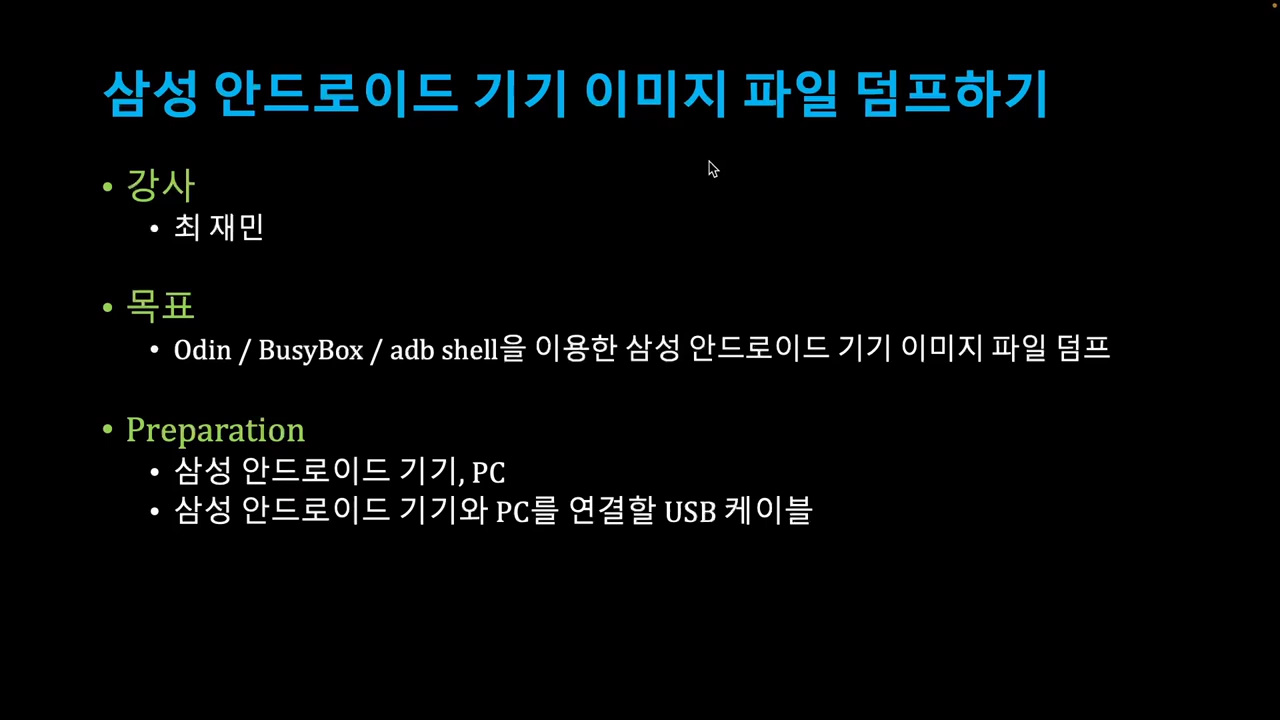 삼성 안드로이드 기기 이미지 파일 덤프하기
• 강사
• 최 재민
• 목표
• Odin / BusyBox / adb shell을 이용한 삼성 안드로이드 기기 이미지 파일 덤프
• Preparation
• 삼성 안드로이드 기기, PC
• 삼성 안드로이드 기기와 PC를 연결할 USB 케이블